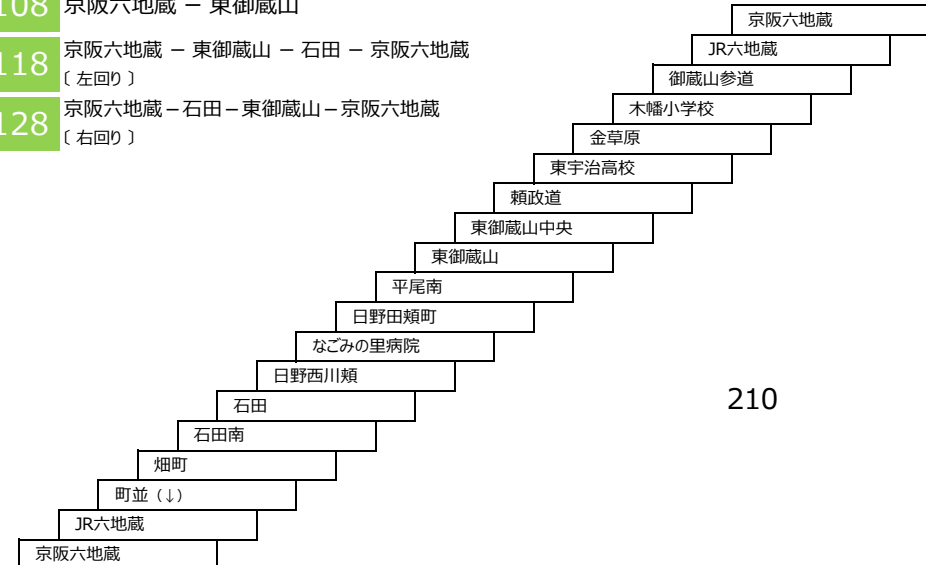 108 京阪六地蔵 － 東御蔵山
118 京阪六地蔵 － 東御蔵山 － 石田 － 京阪六地蔵
〔 左回り 〕
128 京阪六地蔵－石田－東御蔵山－京阪六地蔵
〔 右回り 〕
京阪六地蔵
JR六地蔵
御蔵山参道
木幡小学校
金草原
東宇治高校
頼政道
東御蔵山中央
東御蔵山
平尾南
日野田頬町
なごみの里病院
日野西川頬
石田
210
石田南
畑町
町並（↓）
JR六地蔵
京阪六地蔵